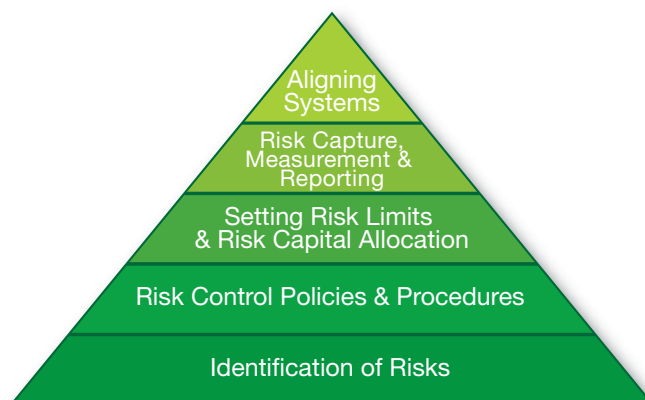 Aligning
Systems
Risk Capture,
Measurement &
Reporting
Setting Risk Limits
& Risk Capital Allocation
Risk Control Policies & Procedures
Identification of Risks